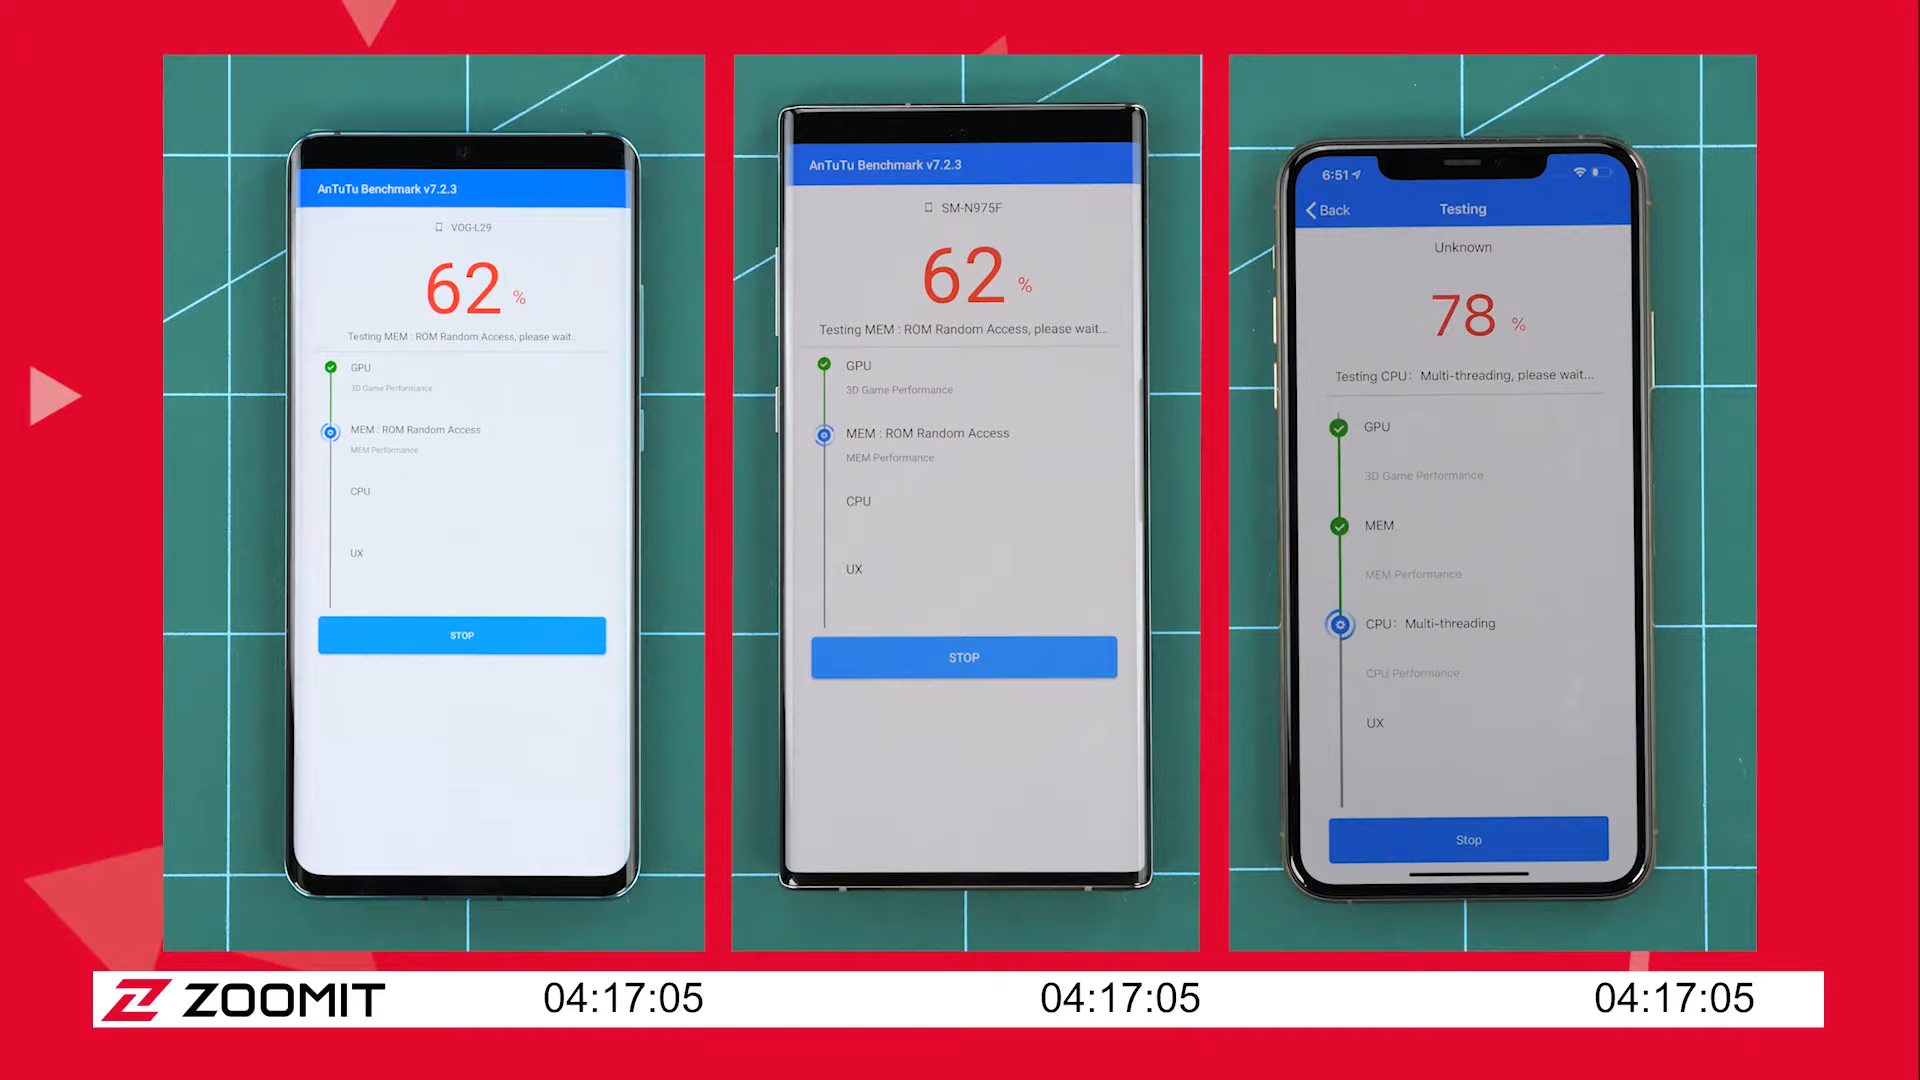 AnTuTu Benchmark v7.2.3
VOG-L29
62 %
Testing MEM : ROM Random Access, please wait..
GPU
3D Game Performance
MEM : ROM Random Access
MEM Performance
CPU
UX
STOP
AnTuTu Benchmark v7.2.3
SM-N975F
62 %
Testing MEM : ROM Random Access, please wait...
GPU
3D Game Performance
MEM : ROM Random Access
MEM Performance
CPU
UX
STOP
6:51
Back
Testing
Unknown
78 %
Testing CPU: Multi-threading, please wait...
GPU
3D Game Performance
MEM
MEM Performance
CPU: Multi-threading
CPU Performance
UX
Stop
ZOOMIT
04:17:05
04:17:05
04:17:05